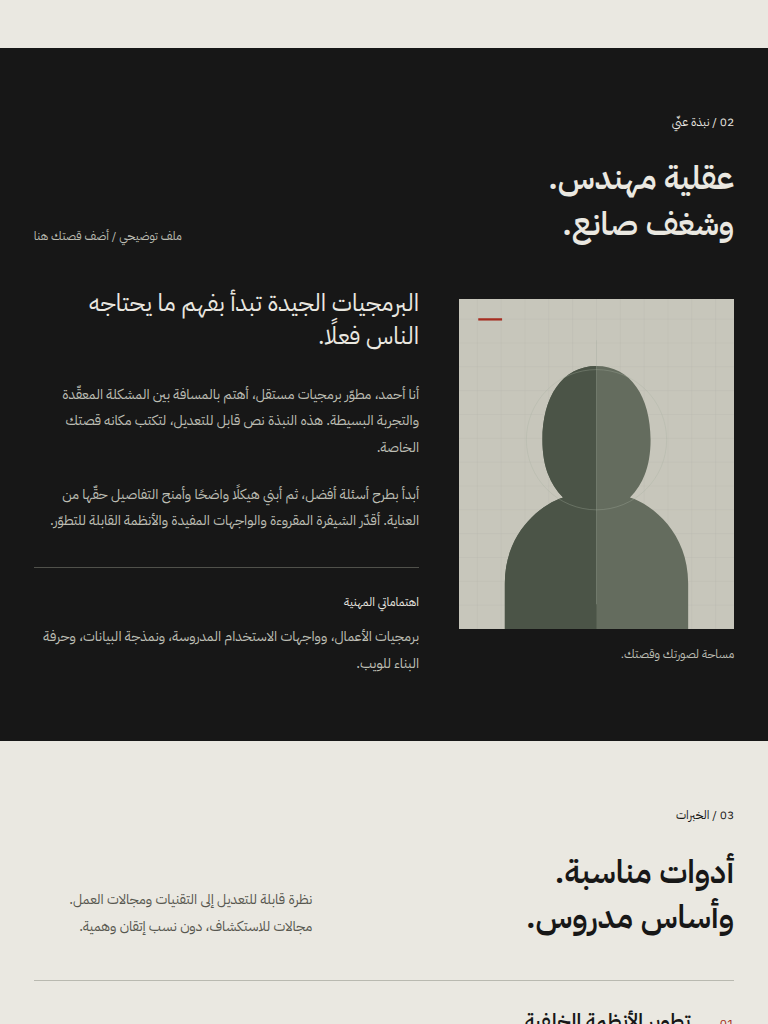 02 / نبذة عنّي
عقلية مهندس.
وشغف صانع.
ملف توضيحي / أضف قصتك هنا
البرمجيات الجيدة تبدأ بفهم ما يحتاجه
الناس فعلًا.
أنا أحمد، مطوّر برمجيات مستقل، أهتم بالمسافة بين المشكلة المعقّدة
والتجربة البسيطة. هذه النبذة نص قابل للتعديل، لتكتب مكانه قصتك
الخاصة.
أبدأ بطرح أسئلة أفضل، ثم أبني هيكلًا واضحًا وأمنح التفاصيل حقّها من
العناية. أقدّر الشيفرة المقروءة والواجهات المفيدة والأنظمة القابلة للتطوّر.
اهتماماتي المهنية
برمجيات الأعمال، وواجهات الاستخدام المدروسة، ونمذجة البيانات، وحرفة
البناء للويب.
مساحة لصورتك وقصتك.
03 / الخبرات
أدوات مناسبة.
وأساس مدروس.
نظرة قابلة للتعديل إلى التقنيات ومجالات العمل.
مجالات للاستكشاف، دون نسب إتقان وهمية.
01
تطوير الأنظمة الخلفية